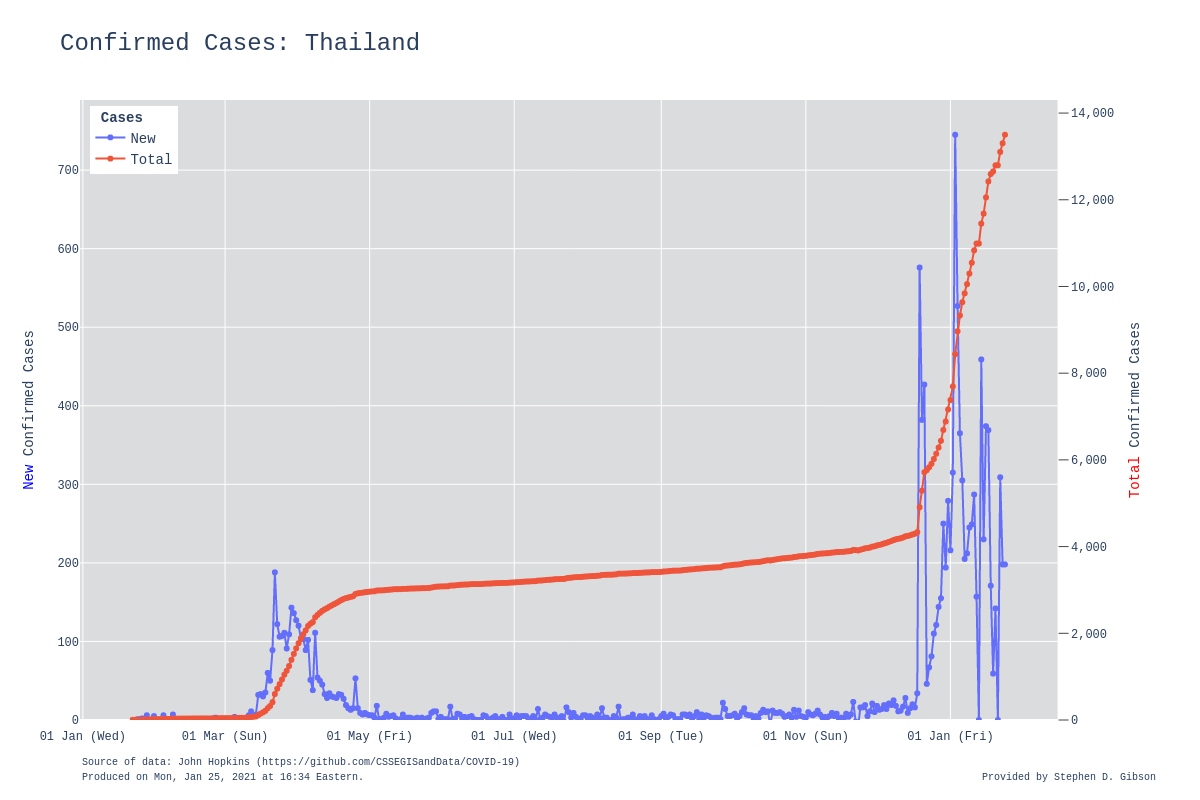 Confirmed Cases: Thailand
Cases
New
Total
700
600
500
400
300
200
100
0
New Confirmed Cases
14,000
12,000
10,000
8,000
6,000
4,000
2,000
0
Total Confirmed Cases
01 Jan (Wed) 01 Mar (Sun) 01 May (Fri) 01 Jul (Wed) 01 Sep (Tue) 01 Nov (Sun) 01 Jan (Fri)
Source of data: John Hopkins (https://github.com/CSSEGISandData/COVID-19)
Produced on Mon, Jan 25, 2021 at 16:34 Eastern.
Provided by Stephen D. Gibson